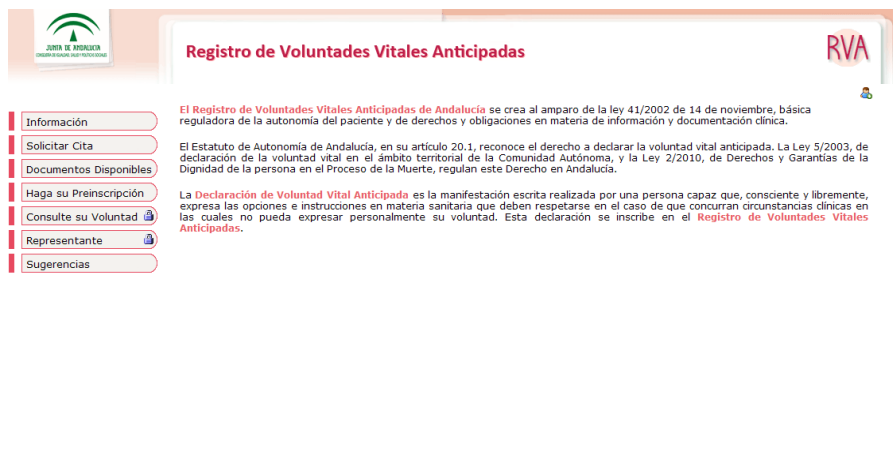 JUNTA DE ANDALUCIA
Registro de Voluntades Vitales Anticipadas
RVA
Información
Solicitar Cita
Documentos Disponibles
Haga su Preinscripción
Consulte su Voluntad
Representante
Sugerencias
El Registro de Voluntades Vitales Anticipadas de Andalucía se crea al amparo de la ley 41/2002 de 14 de noviembre, básica
reguladora de la autonomía del paciente y de derechos y obligaciones en materia de información y documentación clínica.
El Estatuto de Autonomía de Andalucía, en su artículo 20.1, reconoce el derecho a declarar la voluntad vital anticipada. La Ley 5/2003, de
declaración de la voluntad vital en el ámbito territorial de la Comunidad Autónoma, y la Ley 2/2010, de Derechos y Garantías de la
Dignidad de la persona en el Proceso de la Muerte, regulan este Derecho en Andalucía.
La Declaración de Voluntad Vital Anticipada es la manifestación escrita realizada por una persona capaz que, consciente y libremente,
expresa las opciones e instrucciones en materia sanitaria que deben respetarse en el caso de que concurran circunstancias clínicas en
las cuales no pueda expresar personalmente su voluntad. Esta declaración se inscribe en el Registro de Voluntades Vitales
Anticipadas.